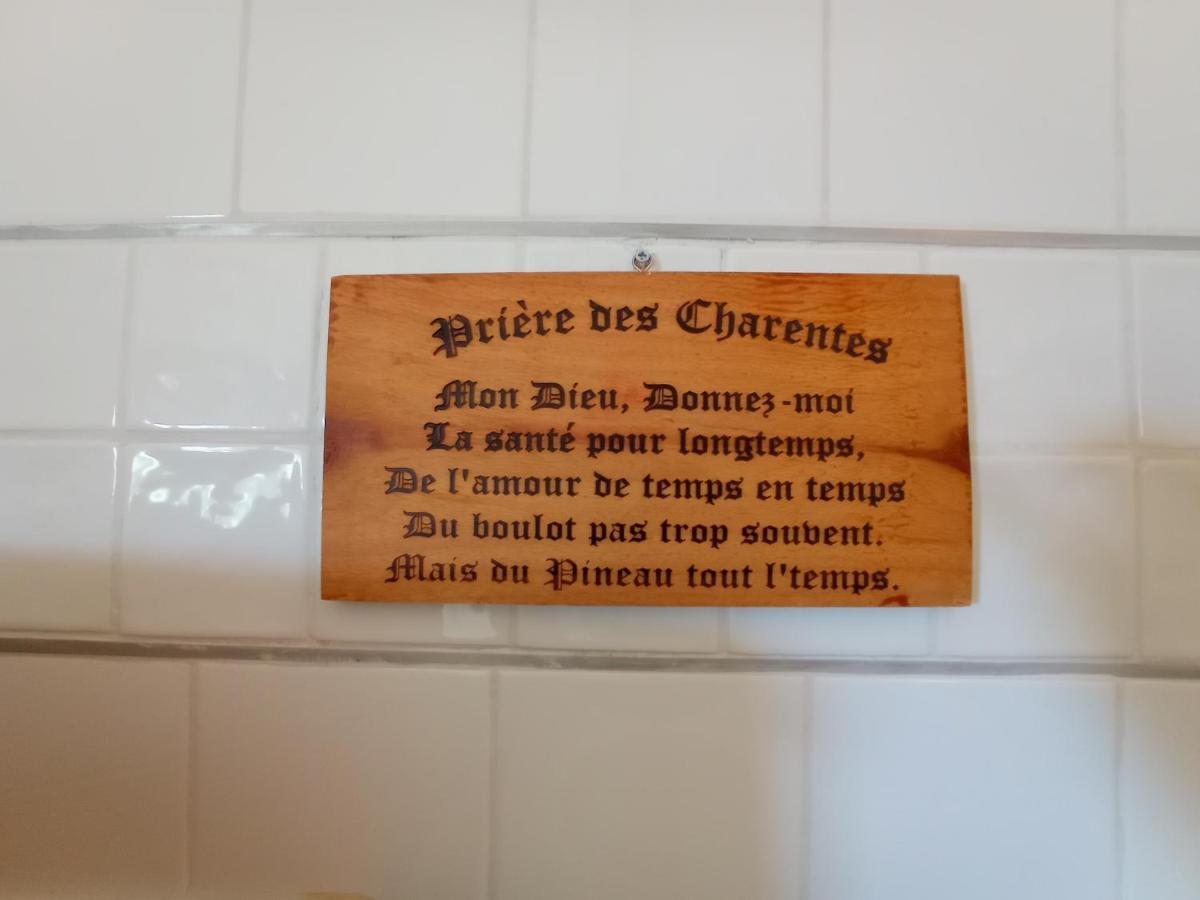 Prière des Charentes
Mon Dieu, Donnez-moi
La santé pour longtemps,
De l'amour de temps en temps
Du boulot pas trop souvent.
Mais du Pineau tout l'temps.